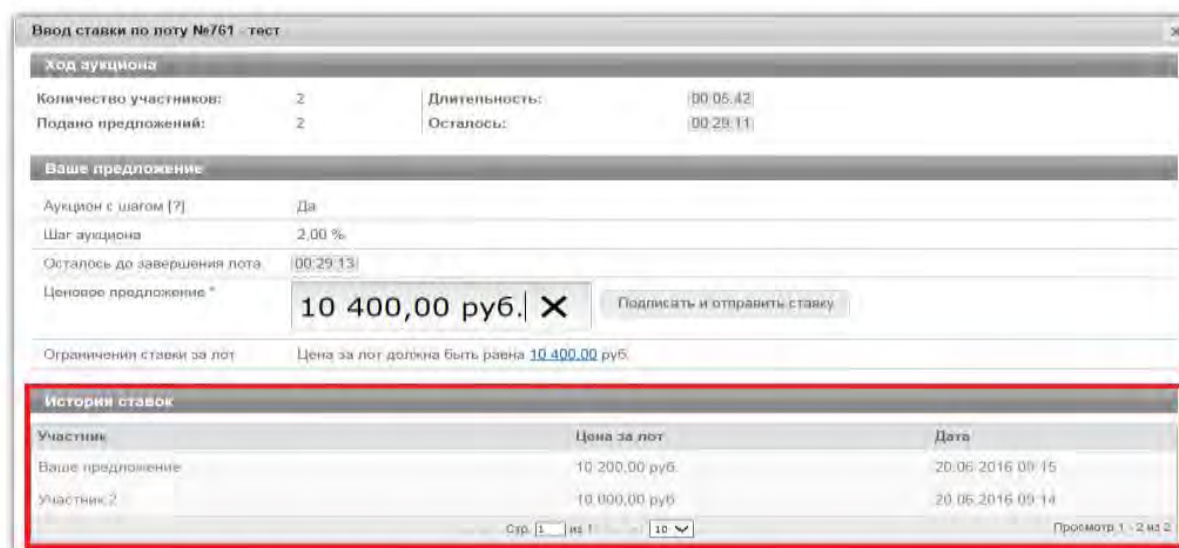 Ввод ставки по лоту №761 - тест
Ход аукциона
Количество участников: 2 Длительность: 00:05:42
Подано предложений: 2 Осталось: 00:29:11
Ваше предложение
Аукцион с шагом [?] Да
Шаг аукциона 2,00 %
Осталось до завершения лота 00:29:13
Ценовое предложение * 10 400,00 руб. Подписать и отправить ставку
Ограничения ставки за лот Цена за лот должна быть равна 10 400,00 руб.
История ставок
Участник Цена за лот Дата
Ваше предложение 10 200,00 руб. 20.06.2016 09:15
Участник 2 10 000,00 руб. 20.06.2016 09:14
Стр. 1 из 1 10 Просмотр 1 - 2 из 2